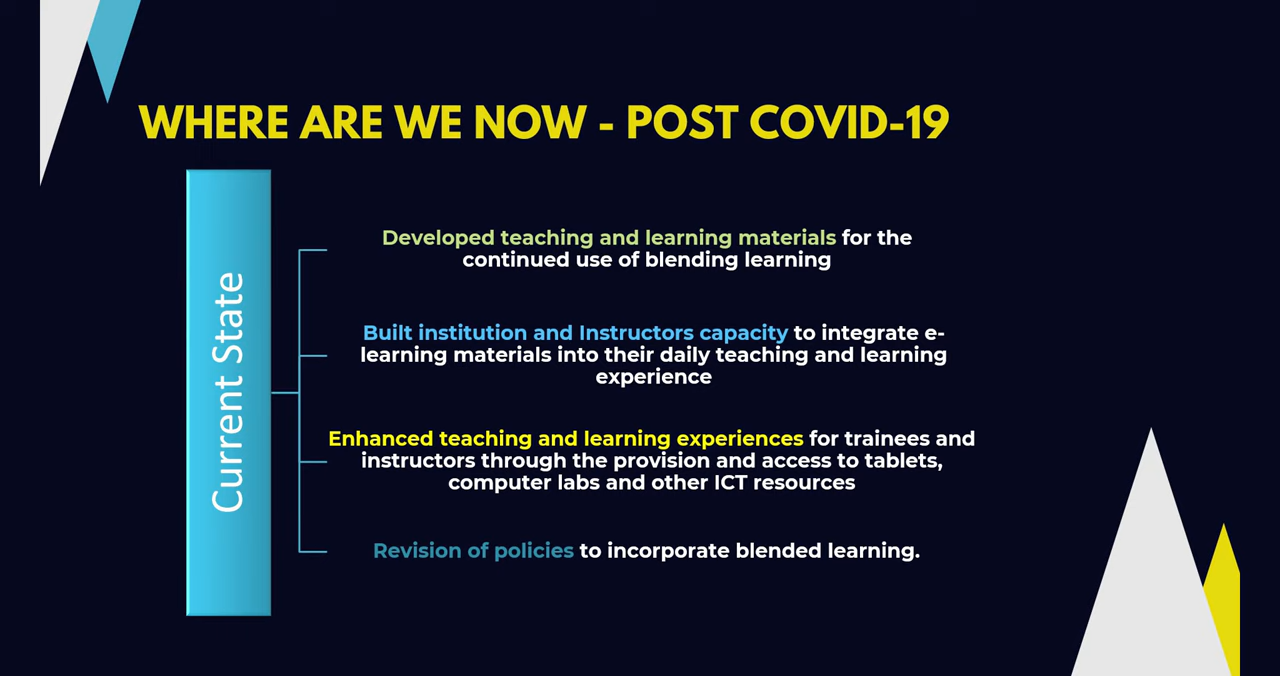 WHERE ARE WE NOW - POST COVID-19
Current State
Developed teaching and learning materials for the
continued use of blending learning
Built institution and Instructors capacity to integrate e-
learning materials into their daily teaching and learning
experience
Enhanced teaching and learning experiences for trainees and
instructors through the provision and access to tablets,
computer labs and other ICT resources
Revision of policies to incorporate blended learning.